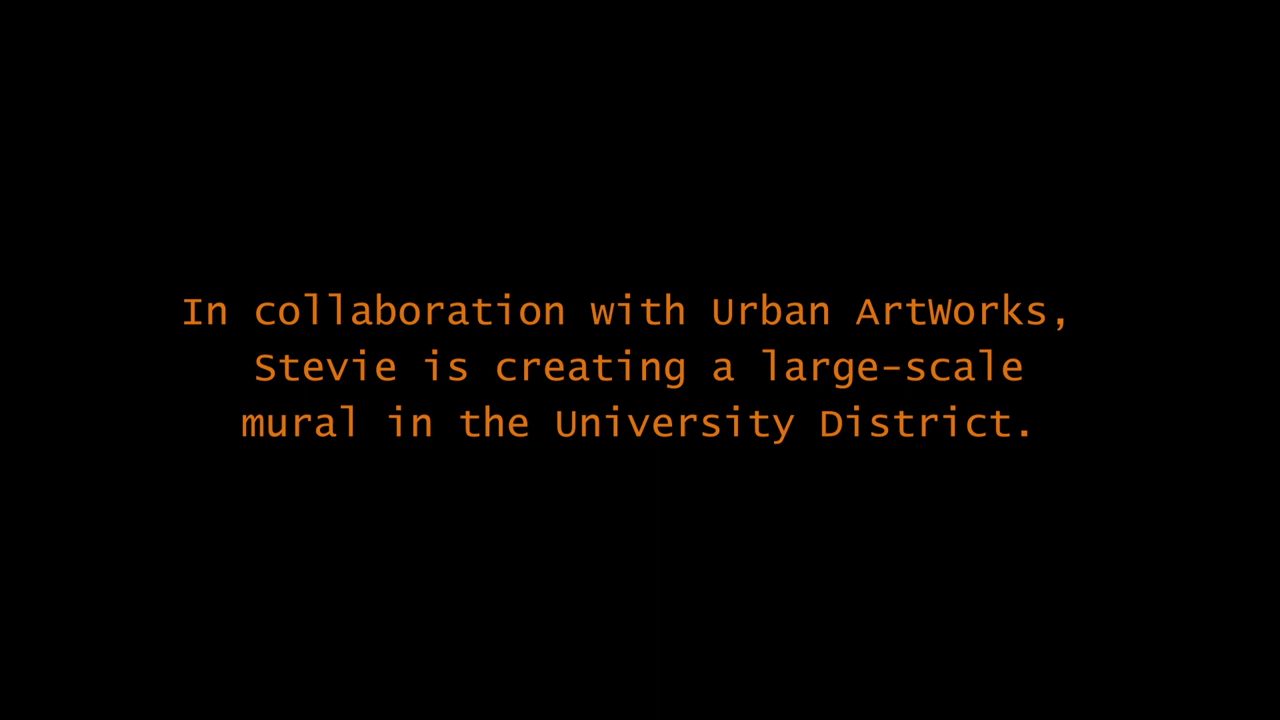 In collaboration with Urban ArtWorks,
Stevie is creating a large-scale
mural in the University District.